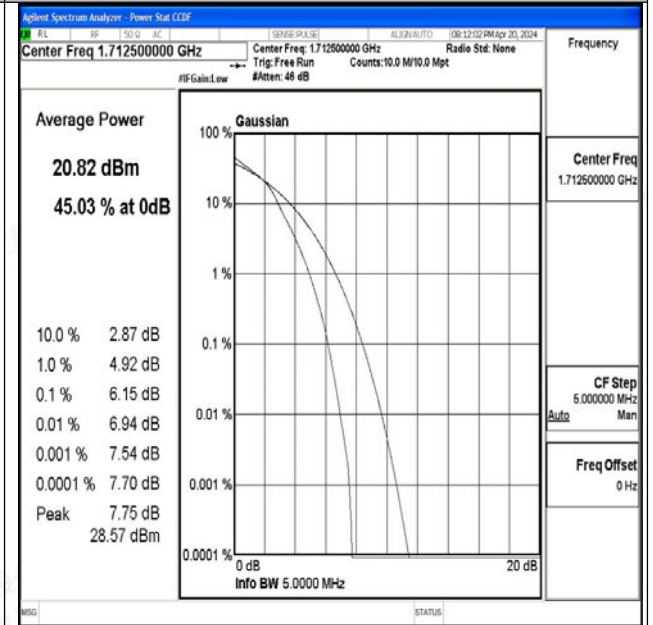 Agilent Spectrum Analyzer - Power Stat CCDF
RL RF 50 Ω AC SENSE:PULSE ALIGN AUTO 08:12:02 PM Apr 20, 2024
Center Freq 1.712500000 GHz
Center Freq: 1.712500000 GHz Radio Std: None
Trig: Free Run Counts:10.0 M/10.0 Mpt
#IFGain:Low #Atten: 46 dB
Frequency
Average Power
20.82 dBm
45.03 % at 0dB
10.0 % 2.87 dB
1.0 % 4.92 dB
0.1 % 6.15 dB
0.01 % 6.94 dB
0.001 % 7.54 dB
0.0001 % 7.70 dB
Peak 7.75 dB
28.57 dBm
Gaussian
100 %
10 %
1 %
0.1 %
0.01 %
0.001 %
0.0001 %
0 dB 20 dB
Info BW 5.0000 MHz
Center Freq
1.712500000 GHz
CF Step
5.000000 MHz
Auto Man
Freq Offset
0 Hz
MSG STATUS